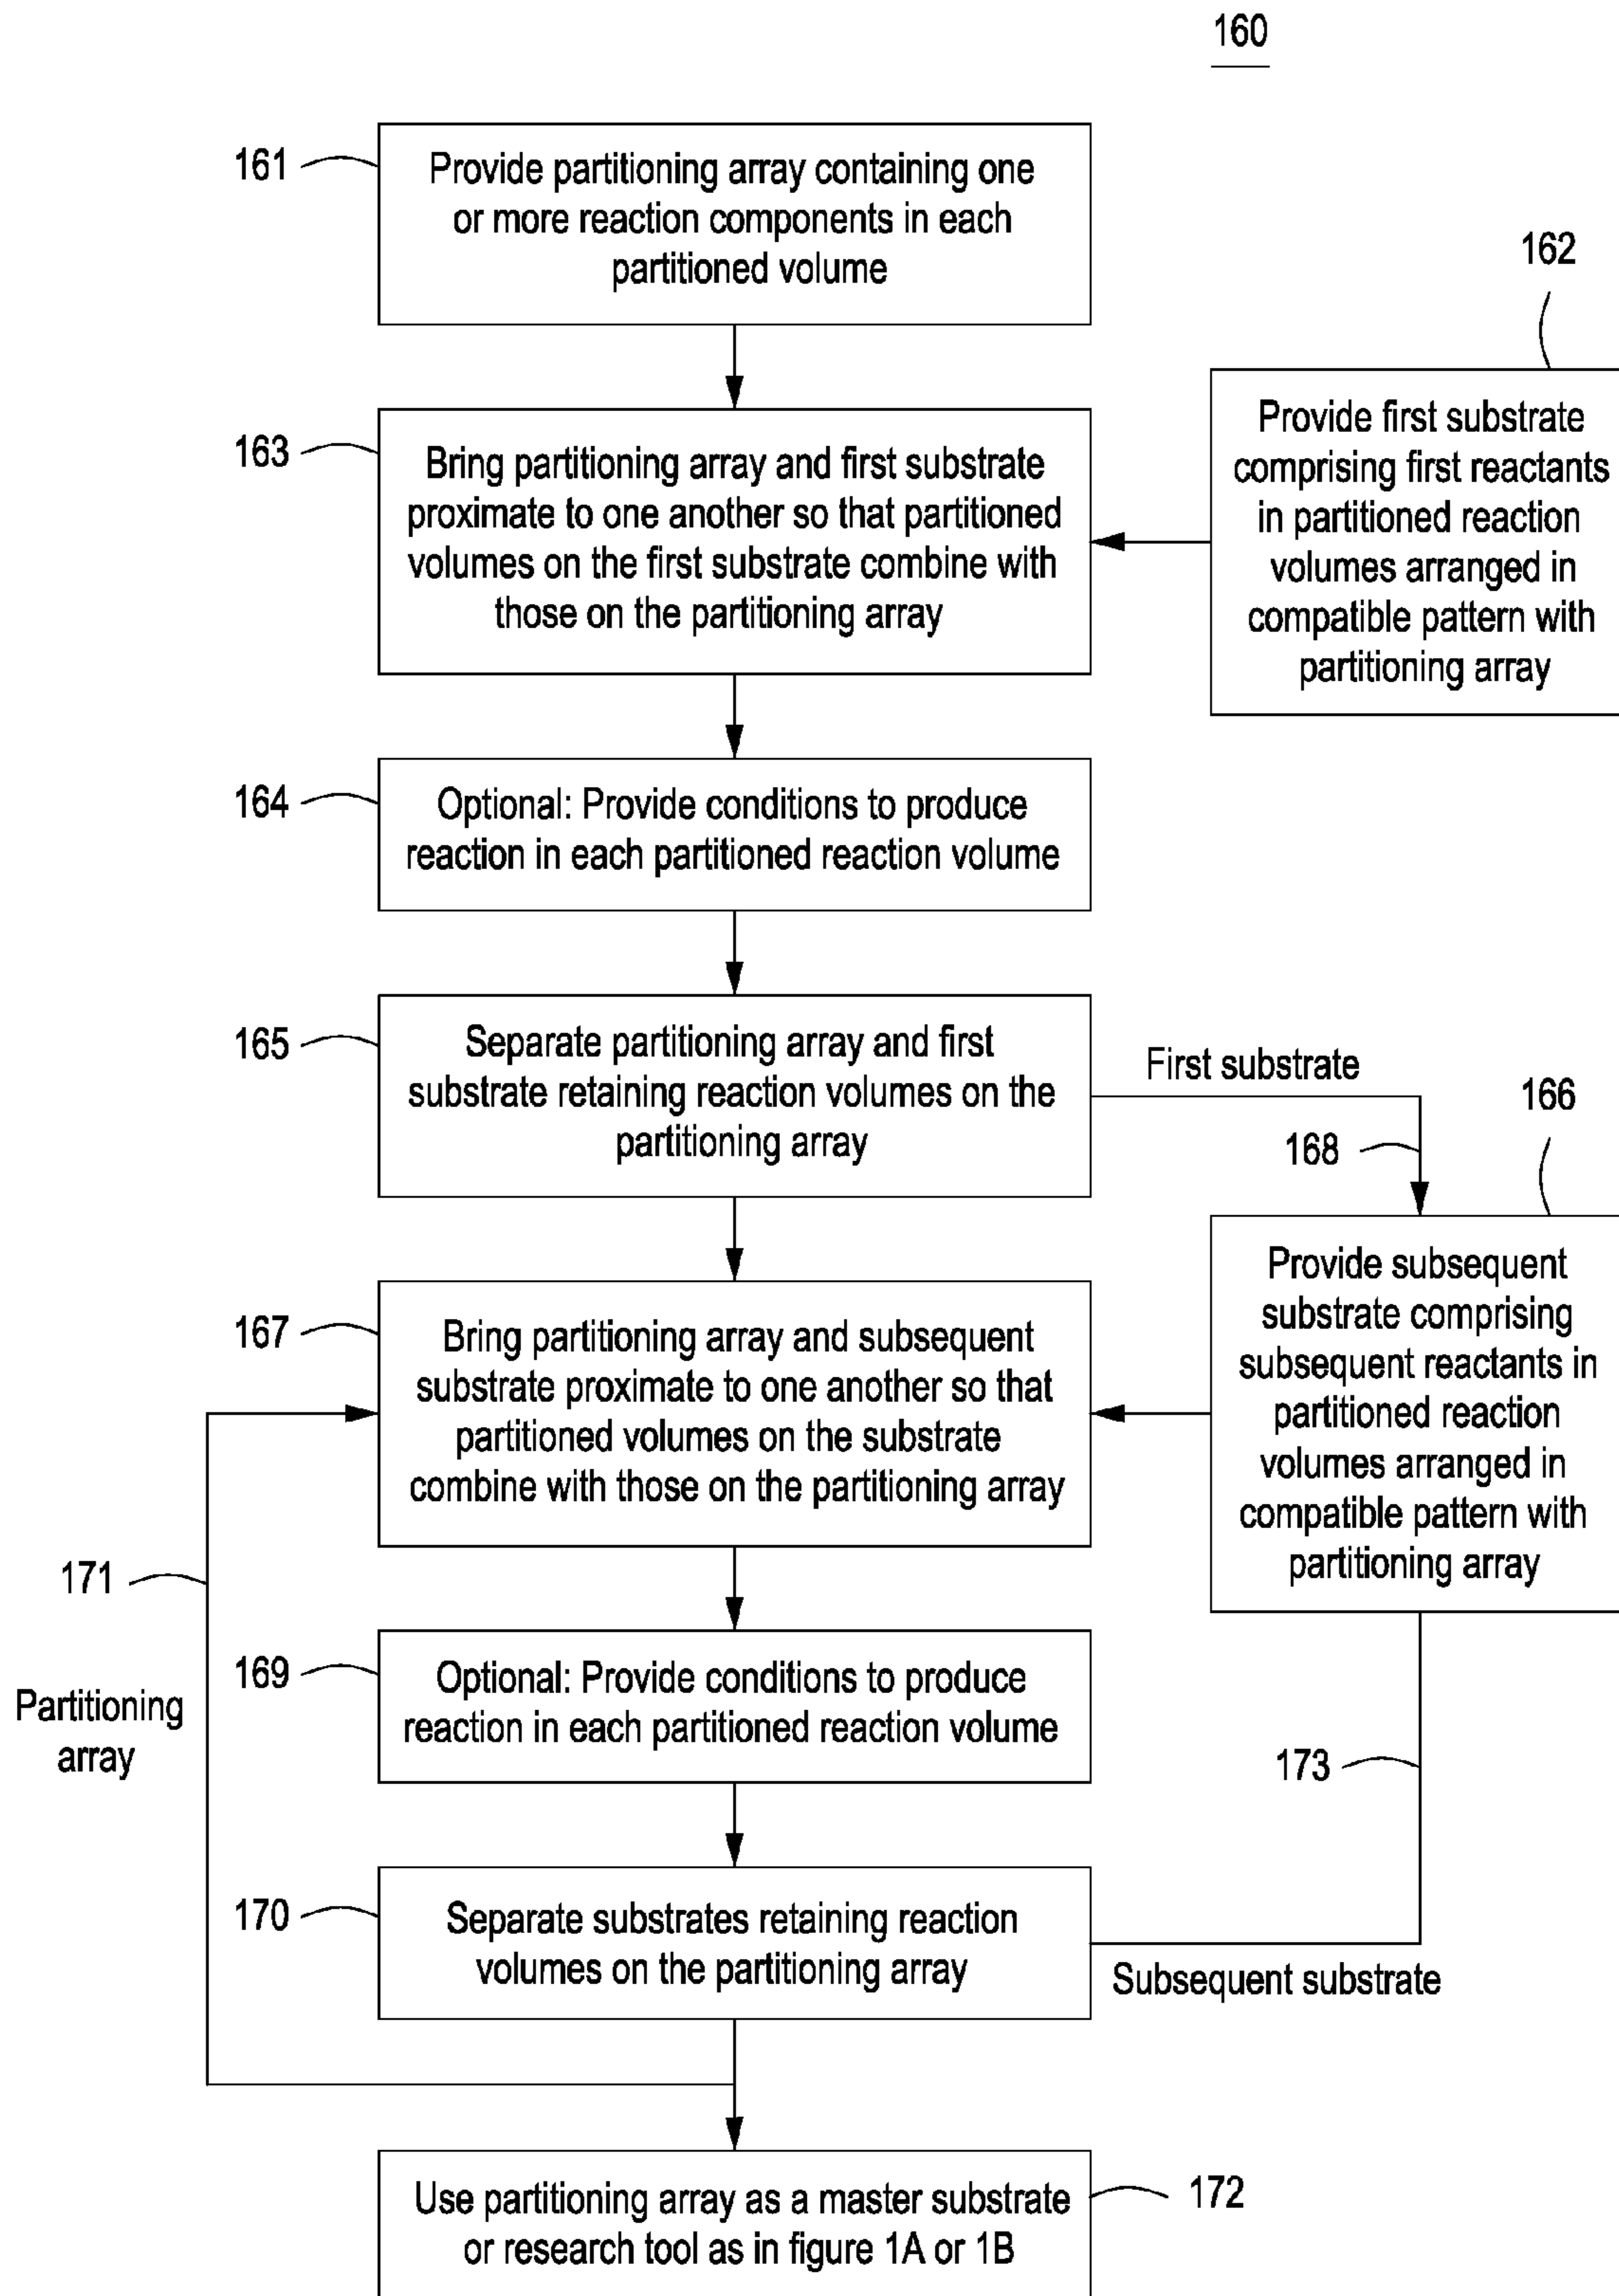 160
161
Provide partitioning array containing one
or more reaction components in each
partitioned volume
162
Provide first substrate
comprising first reactants
in partitioned reaction
volumes arranged in
compatible pattern with
partitioning array
163
Bring partitioning array and first substrate
proximate to one another so that partitioned
volumes on the first substrate combine with
those on the partitioning array
164
Optional: Provide conditions to produce
reaction in each partitioned reaction volume
165
Separate partitioning array and first
substrate retaining reaction volumes on the
partitioning array
First substrate
168
166
Provide subsequent
substrate comprising
subsequent reactants in
partitioned reaction
volumes arranged in
compatible pattern with
partitioning array
167
Bring partitioning array and subsequent
substrate proximate to one another so that
partitioned volumes on the substrate
combine with those on the partitioning array
171
Partitioning
array
169
Optional: Provide conditions to produce
reaction in each partitioned reaction volume
173
170
Separate substrates retaining reaction
volumes on the partitioning array
Subsequent substrate
Use partitioning array as a master substrate
or research tool as in figure 1A or 1B
172